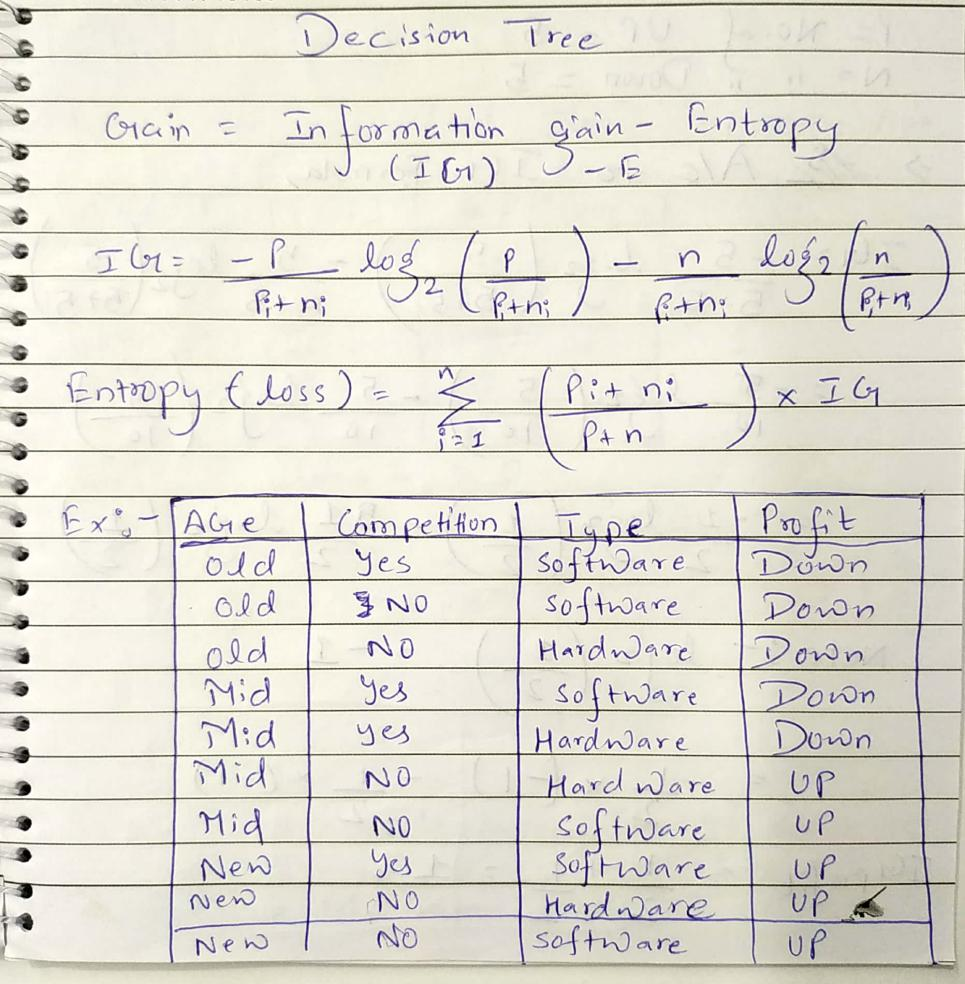 Decision Tree
Gain = Information gain - Entropy
(IG) - E
IG = -P/Pi+ni log2 (P/Pi+ni) - n/Pi+ni log2 (n/Pi+ni)
Entropy (loss) = n Σ i=1 (Pi+ni/P+n) x IG
Ex:- AGE Competition Type Profit
Old Yes Software Down
Old NO Software Down
Old NO Hardware Down
Mid Yes Software Down
Mid Yes Hardware Down
Mid NO Hardware UP
Mid NO Software UP
New Yes Software UP
New NO Hardware UP
New NO Software UP